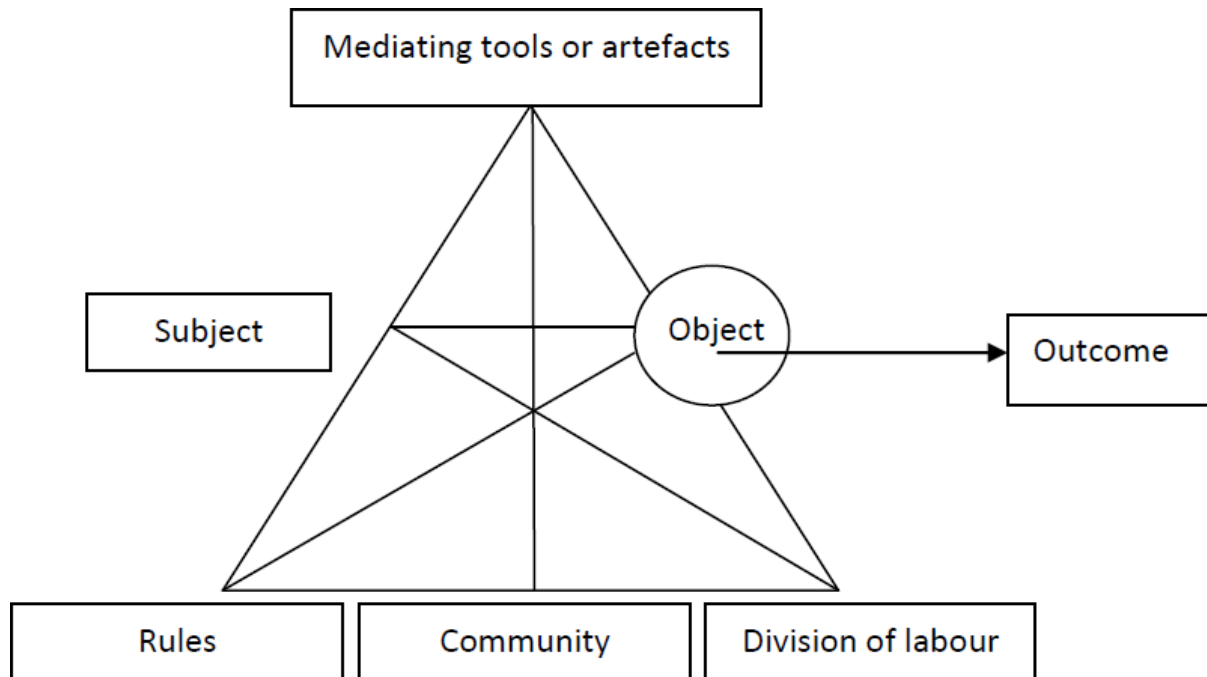 Mediating tools or artefacts
Subject
Object
Outcome
Rules
Community
Division of labour